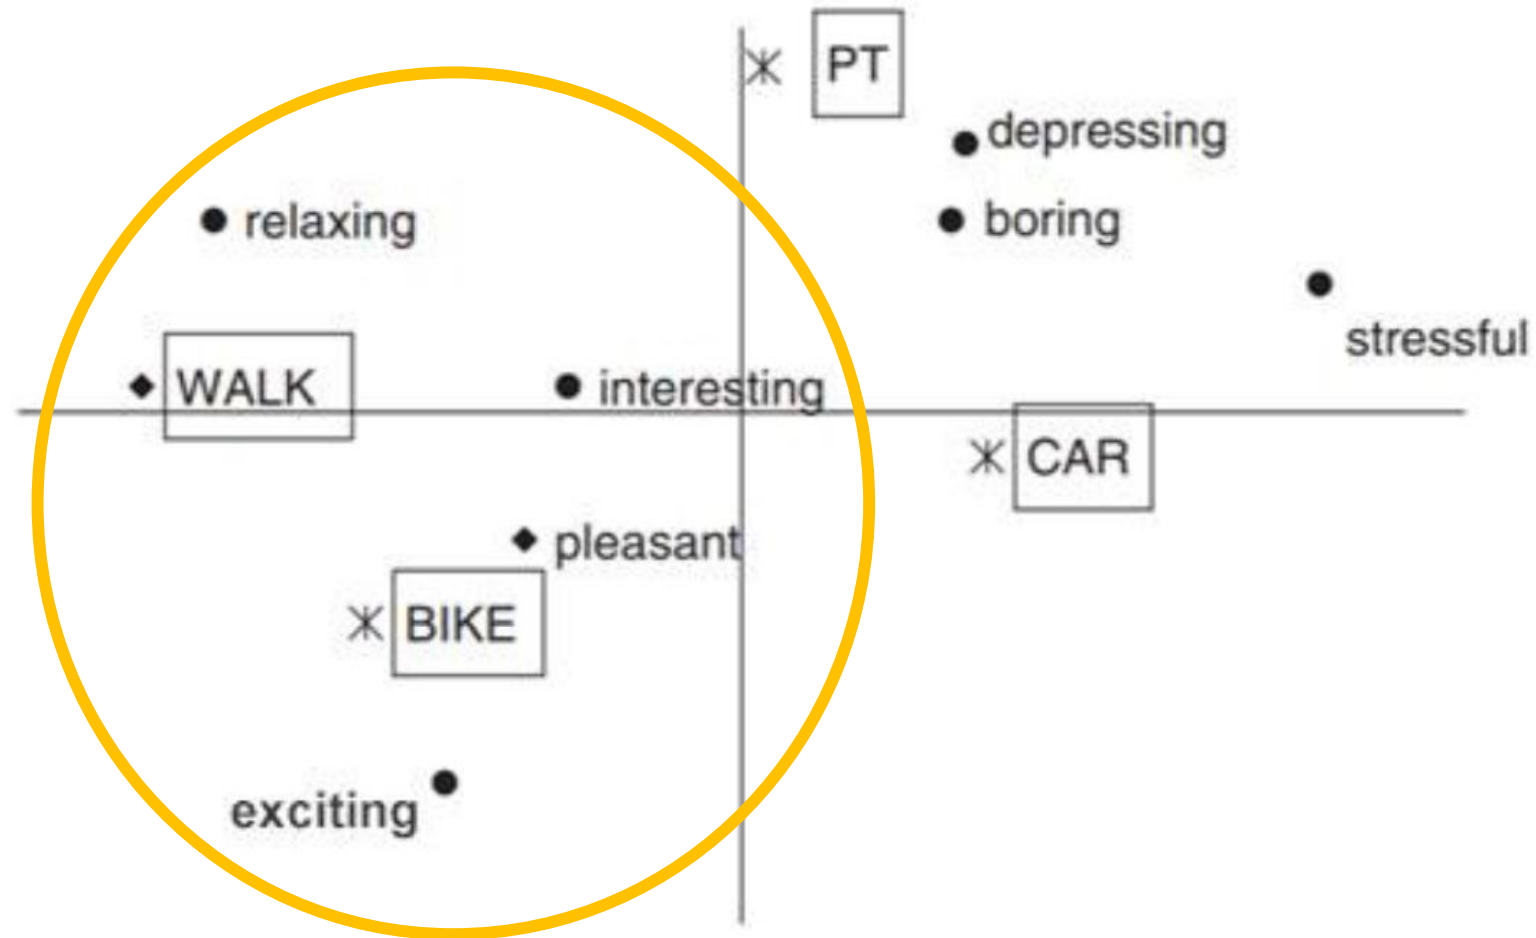 PT
depressing
relaxing
boring
stressful
WALK
interesting
CAR
pleasant
BIKE
exciting